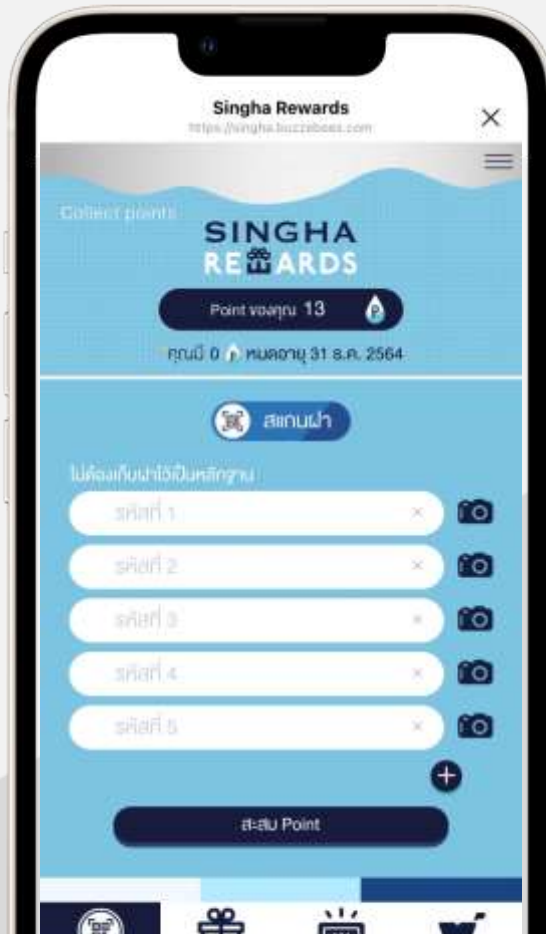 Singha Rewards
https://singha.buzzebees.com
Collect points
SINGHA
REWARDS
Point ของคุณ 13
คุณมี 0 P หมดอายุ 31 ธ.ค. 2564
สแกนฝา
ไม่ต้องเก็บฝาไว้เป็นหลักฐาน
รหัสที่ 1
รหัสที่ 2
รหัสที่ 3
รหัสที่ 4
รหัสที่ 5
สะสม Point